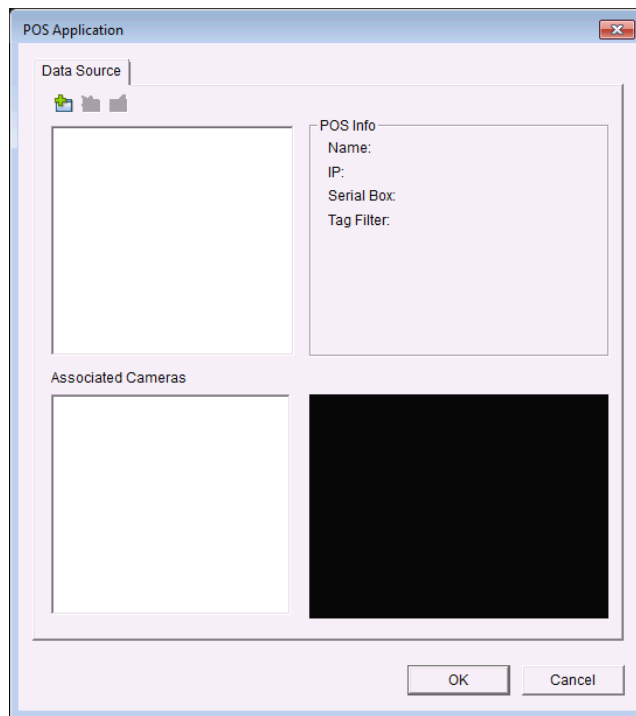 POS Application
Data Source
POS Info
Name:
IP:
Serial Box:
Tag Filter:
Associated Cameras
OK
Cancel